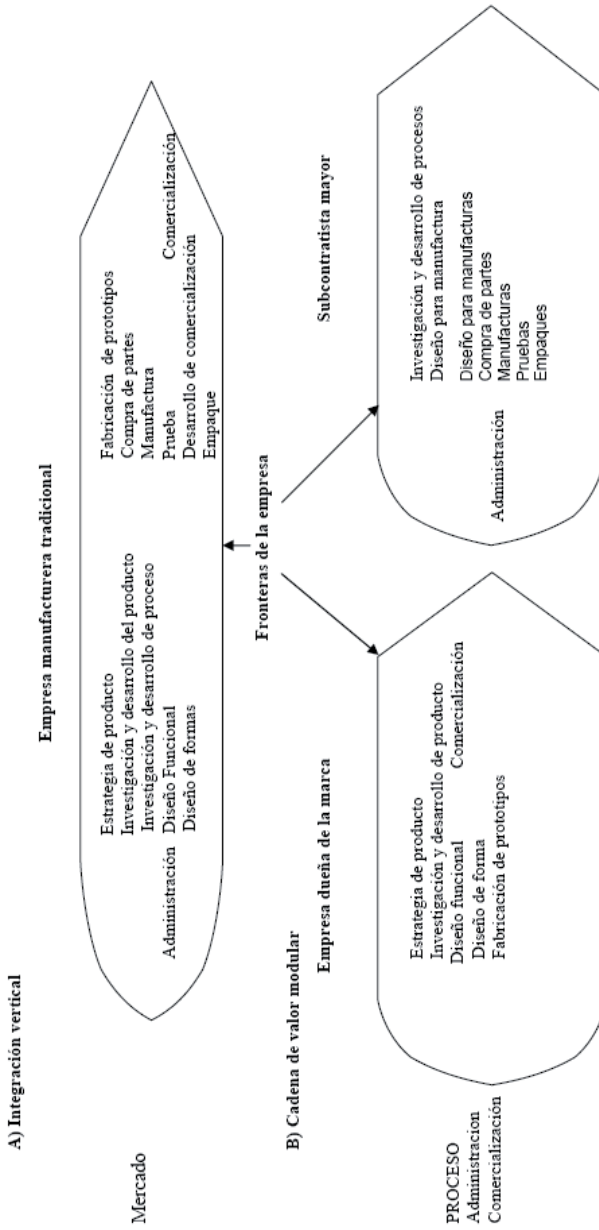 A) Integración vertical
Empresa manufacturera tradicional
Mercado
Administración
Estrategia de producto
Investigación y desarrollo del producto
Investigación y desarrollo de proceso
Diseño Funcional
Diseño de formas
Fabricación de prototipos
Compra de partes
Manufactura
Prueba
Desarrollo de comercialización
Empaque
Comercialización
Fronteras de la empresa
B) Cadena de valor modular
Empresa dueña de la marca
Subcontratista mayor
PROCESO
Administracion
Comercialización
Estrategia de producto
Investigación y desarrollo de producto
Diseño funcional
Diseño de forma
Fabricación de prototipos
Comercialización
Administración
Investigación y desarrollo de procesos
Diseño para manufactura
Diseño para manufacturas
Compra de partes
Manufacturas
Pruebas
Empaques